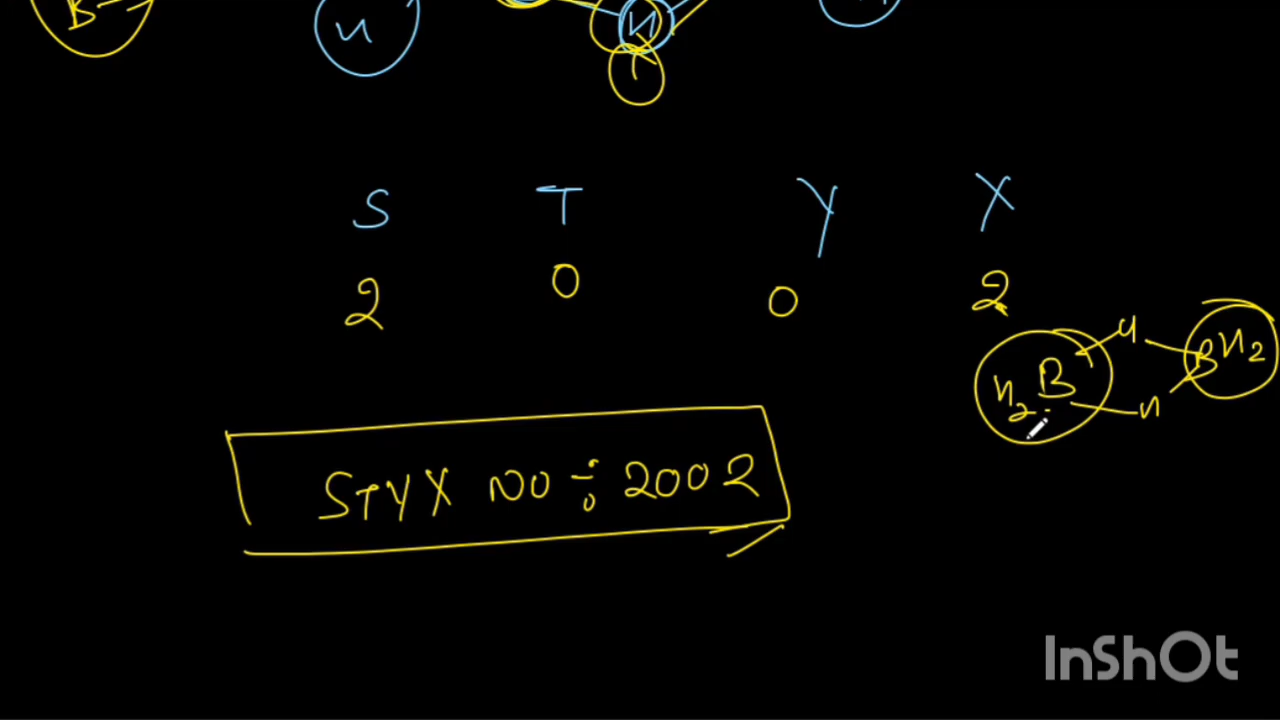 B
H
H
S T Y X
2 0 0 2
H
H2B BH2
H
STYX NO : 2002
InShOt